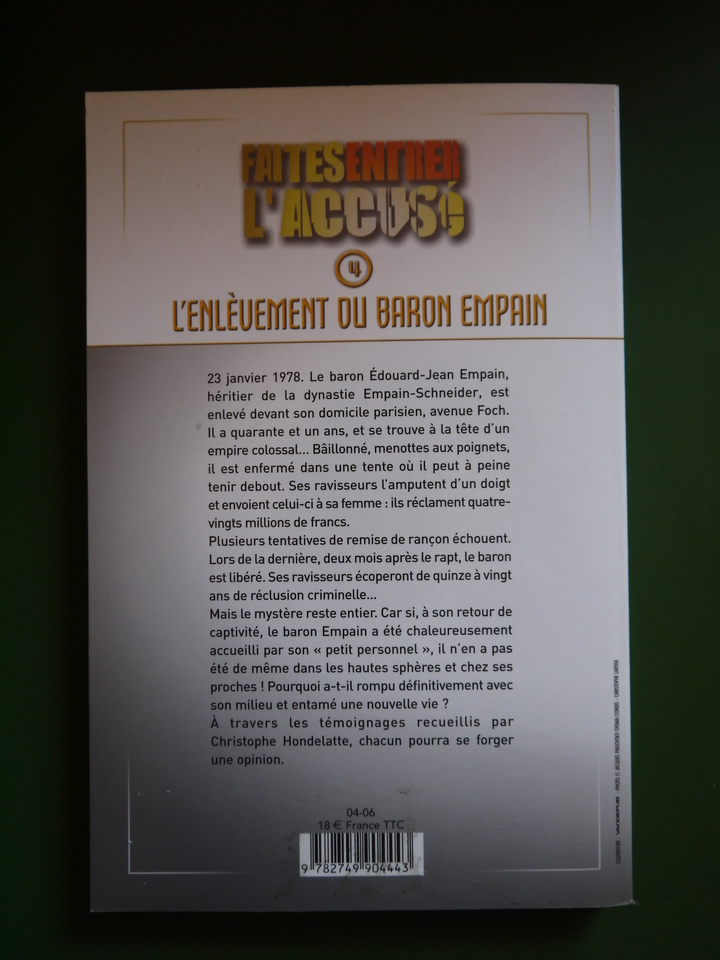 FAITES ENTRER
L'ACCUSÉ
4
L'ENLÈVEMENT DU BARON EMPAIN
23 janvier 1978. Le baron Édouard-Jean Empain,
héritier de la dynastie Empain-Schneider, est
enlevé devant son domicile parisien, avenue Foch.
Il a quarante et un ans, et se trouve à la tête d'un
empire colossal... Bâillonné, menottes aux poignets,
il est enfermé dans une tente où il peut à peine
tenir debout. Ses ravisseurs l'amputent d'un doigt
et envoient celui-ci à sa femme : ils réclament quatre-
vingts millions de francs.
Plusieurs tentatives de remise de rançon échouent.
Lors de la dernière, deux mois après le rapt, le baron
est libéré. Ses ravisseurs écoperont de quinze à vingt
ans de réclusion criminelle...
Mais le mystère reste entier. Car si, à son retour de
captivité, le baron Empain a été chaleureusement
accueilli par son « petit personnel », il n'en a pas
été de même dans les hautes sphères et chez ses
proches ! Pourquoi a-t-il rompu définitivement avec
son milieu et entamé une nouvelle vie ?
À travers les témoignages recueillis par
Christophe Hondelatte, chacun pourra se forger
une opinion.
04-06
18 € France TTC
9 782749 904443